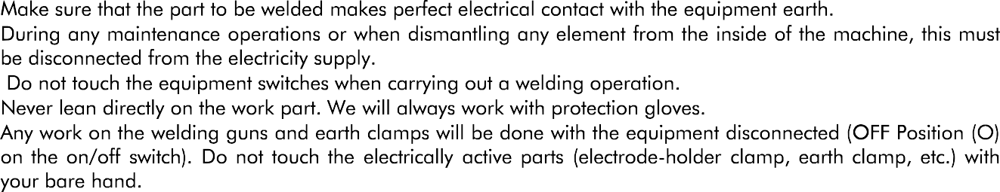 Make sure that the part to be welded makes perfect electrical contact with the equipment earth.
During any maintenance operations or when dismantling any element from the inside of the machine, this must
be disconnected from the electricity supply.
Do not touch the equipment switches when carrying out a welding operation.
Never lean directly on the work part. We will always work with protection gloves.
Any work on the welding guns and earth clamps will be done with the equipment disconnected (OFF Position (O)
on the on/off switch). Do not touch the electrically active parts (electrode-holder clamp, earth clamp, etc.) with
your bare hand.